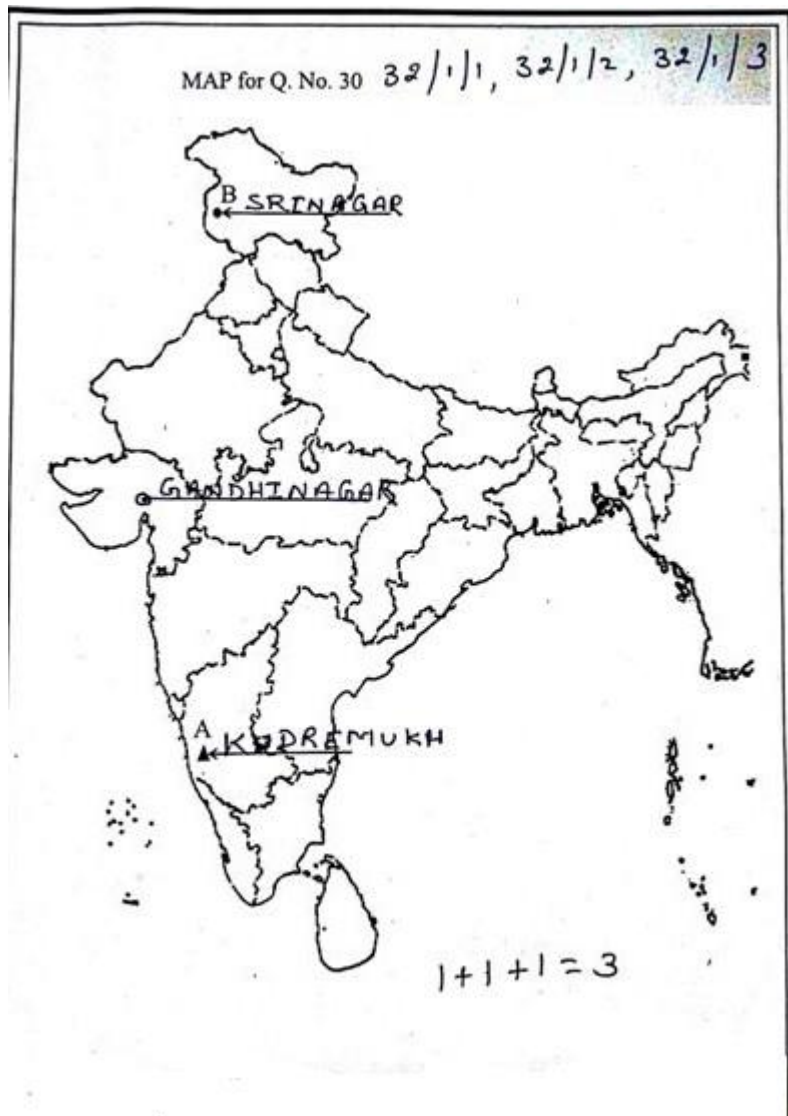 MAP for Q. No. 30 32/1/1, 32/1/2, 32/1/3
B SRINAGAR
GANDHINAGAR
A
KUDREMUKH
1+1+1=3